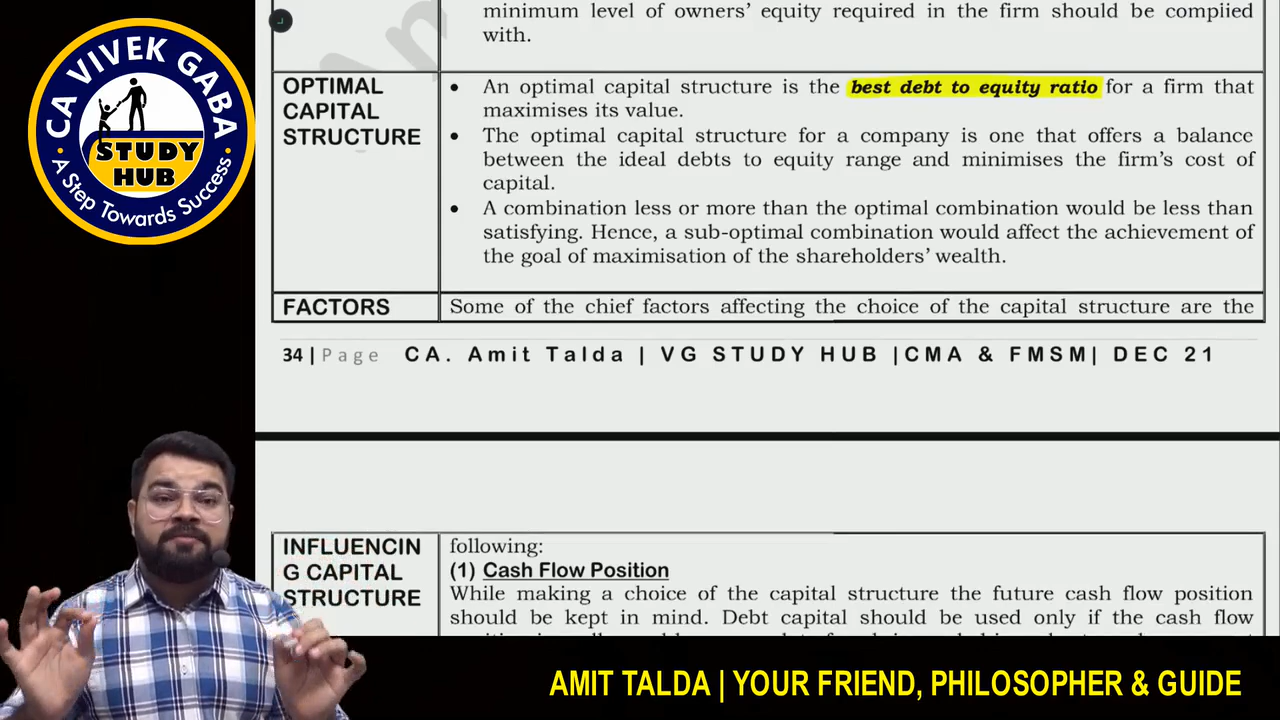 CA VIVEK GABA
STUDY
HUB
A Step Towards Success
minimum level of owners’ equity required in the firm should be complied
with.
OPTIMAL
CAPITAL
STRUCTURE
• An optimal capital structure is the best debt to equity ratio for a firm that
maximises its value.
• The optimal capital structure for a company is one that offers a balance
between the ideal debts to equity range and minimises the firm’s cost of
capital.
• A combination less or more than the optimal combination would be less than
satisfying. Hence, a sub-optimal combination would affect the achievement of
the goal of maximisation of the shareholders’ wealth.
FACTORS
Some of the chief factors affecting the choice of the capital structure are the
34 | Page CA. Amit Talda | VG STUDY HUB |CMA & FMSM| DEC 21
INFLUENCIN
G CAPITAL
STRUCTURE
following:
(1) Cash Flow Position
While making a choice of the capital structure the future cash flow position
should be kept in mind. Debt capital should be used only if the cash flow
AMIT TALDA | YOUR FRIEND, PHILOSOPHER & GUIDE